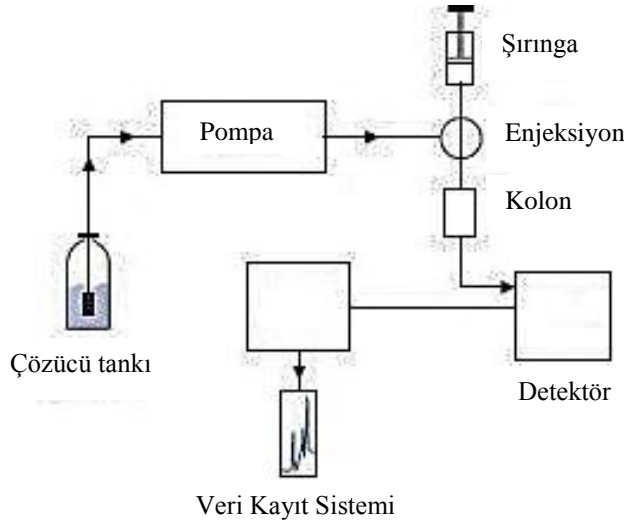 Şırınga
Pompa
Enjeksiyon
Kolon
Çözücü tankı
Detektör
Veri Kayıt Sistemi